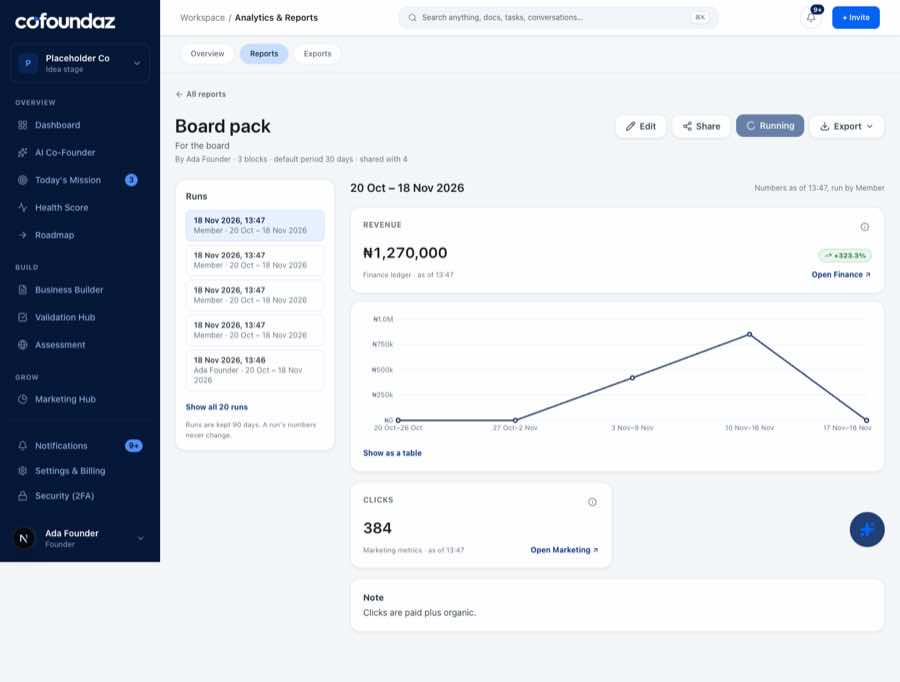 cofoundaz
Workspace / Analytics & Reports
Search anything, docs, tasks, conversations...
⌘K
9+
+ Invite
P
Placeholder Co
Idea stage
Overview
Reports
Exports
OVERVIEW
Dashboard
AI Co-Founder
Today's Mission
3
Health Score
Roadmap
BUILD
Business Builder
Validation Hub
Assessment
GROW
Marketing Hub
Notifications
9+
Settings & Billing
Security (2FA)
N
Ada Founder
Founder
← All reports
Board pack
For the board
By Ada Founder · 3 blocks · default period 30 days · shared with 4
Edit
Share
Running
Export
Runs
18 Nov 2026, 13:47
Member · 20 Oct – 18 Nov 2026
18 Nov 2026, 13:47
Member · 20 Oct – 18 Nov 2026
18 Nov 2026, 13:47
Member · 20 Oct – 18 Nov 2026
18 Nov 2026, 13:47
Member · 20 Oct – 18 Nov 2026
18 Nov 2026, 13:46
Ada Founder · 20 Oct – 18 Nov
2026
Show all 20 runs
Runs are kept 90 days. A run's numbers
never change.
20 Oct – 18 Nov 2026
Numbers as of 13:47, run by Member
REVENUE
₦1,270,000
+323.3%
Finance ledger · as of 13:47
Open Finance ↗
₦1.0M
₦750k
₦500k
₦250k
₦0
20 Oct–26 Oct
27 Oct–2 Nov
3 Nov–9 Nov
10 Nov–16 Nov
17 Nov–18 Nov
Show as a table
CLICKS
384
Marketing metrics · as of 13:47
Open Marketing ↗
Note
Clicks are paid plus organic.